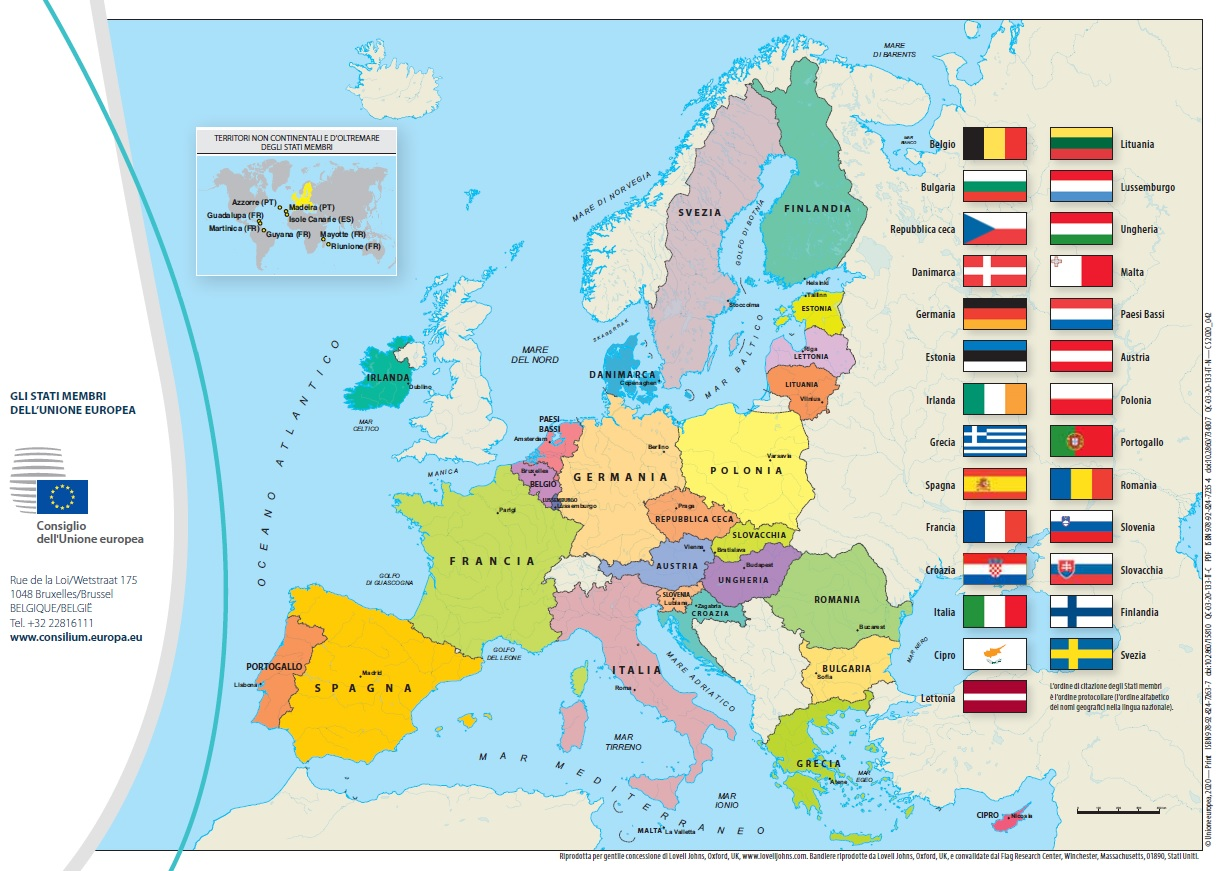 TERRITORI NON CONTINENTALI E D'OLTREMARE
DEGLI STATI MEMBRI
Azzorre (PT)
Madeira (PT)
Guadalupa (FR)
Isole Canarie (ES)
Martinica (FR)
Guyana (FR)
Mayotte (FR)
Riunione (FR)
GLI STATI MEMBRI
DELL'UNIONE EUROPEA
Consiglio
dell'Unione europea
Rue de la Loi/Wetstraat 175
1048 Bruxelles/Brussel
BELGIQUE/BELGIË
Tel. +32 22816111
www.consilium.europa.eu
MARE
DI BARENTS
MAR
BIANCO
MARE DI NORVEGIA
SVEZIA
FINLANDIA
GOLFO DI BOTNIA
Helsinki
Tallinn
Stoccolma
ESTONIA
SKAGERRAK
MARE
DEL NORD
MAR BALTICO
Riga
LETTONIA
OCEANO ATLANTICO
IRLANDA
Dublino
DANIMARCA
Copenaghen
LITUANIA
Vilnius
MAR
CELTICO
PAESI
BASSI
Amsterdam
Berlino
Varsavia
MANICA
Bruxelles
BELGIO
GERMANIA
POLONIA
LUSSEMBURGO
Lussemburgo
Parigi
Praga
REPUBBLICA CECA
SLOVACCHIA
Vienna
Bratislava
FRANCIA
AUSTRIA
Budapest
UNGHERIA
GOLFO
DI GUASCOGNA
SLOVENIA
Lubiana
Zagabria
CROAZIA
ROMANIA
Bucarest
GOLFO
DEL LEONE
MAR NERO
PORTOGALLO
Lisbona
Madrid
SPAGNA
ITALIA
Roma
MARE ADRIATICO
BULGARIA
Sofia
MAR
TIRRENO
MAR MEDITERRANEO
GRECIA
MAR
EGEO
Atene
MAR
IONIO
MALTA
La Valletta
CIPRO
Nicosia
Belgio
Lituania
Bulgaria
Lussemburgo
Repubblica ceca
Ungheria
Danimarca
Malta
Germania
Paesi Bassi
Estonia
Austria
Irlanda
Polonia
Grecia
Portogallo
Spagna
Romania
Francia
Slovenia
Croazia
Slovacchia
Italia
Finlandia
Cipro
Svezia
Lettonia
L'ordine di citazione degli Stati membri
è l'ordine protocollare (l'ordine alfabetico
dei nomi geografici nella lingua nazionale).
Riprodotta per gentile concessione di Lovell Johns, Oxford, UK, www.lovelljohns.com. Bandiere riprodotte da Lovell Johns, Oxford, UK, e convalidate dal Flag Research Center, Winchester, Massachusetts, 01890, Stati Uniti.
© Unione europea, 2020 — Print